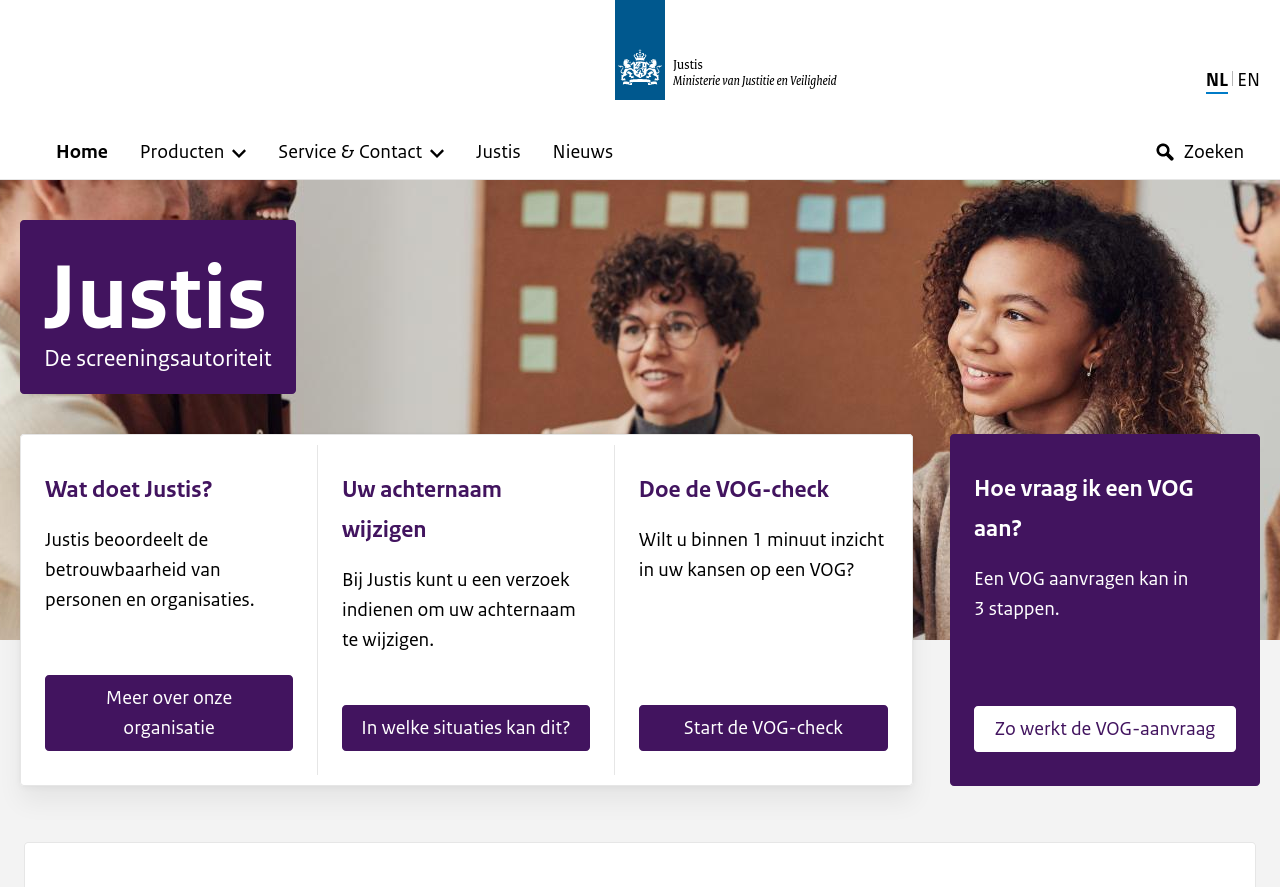 Justis
Ministerie van Justitie en Veiligheid
NL EN
Home Producten Service & Contact Justis Nieuws Zoeken
Justis
De screeningsautoriteit
Wat doet Justis?
Justis beoordeelt de
betrouwbaarheid van
personen en organisaties.
Meer over onze
organisatie
Uw achternaam
wijzigen
Bij Justis kunt u een verzoek
indienen om uw achternaam
te wijzigen.
In welke situaties kan dit?
Doe de VOG-check
Wilt u binnen 1 minuut inzicht
in uw kansen op een VOG?
Start de VOG-check
Hoe vraag ik een VOG
aan?
Een VOG aanvragen kan in
3 stappen.
Zo werkt de VOG-aanvraag